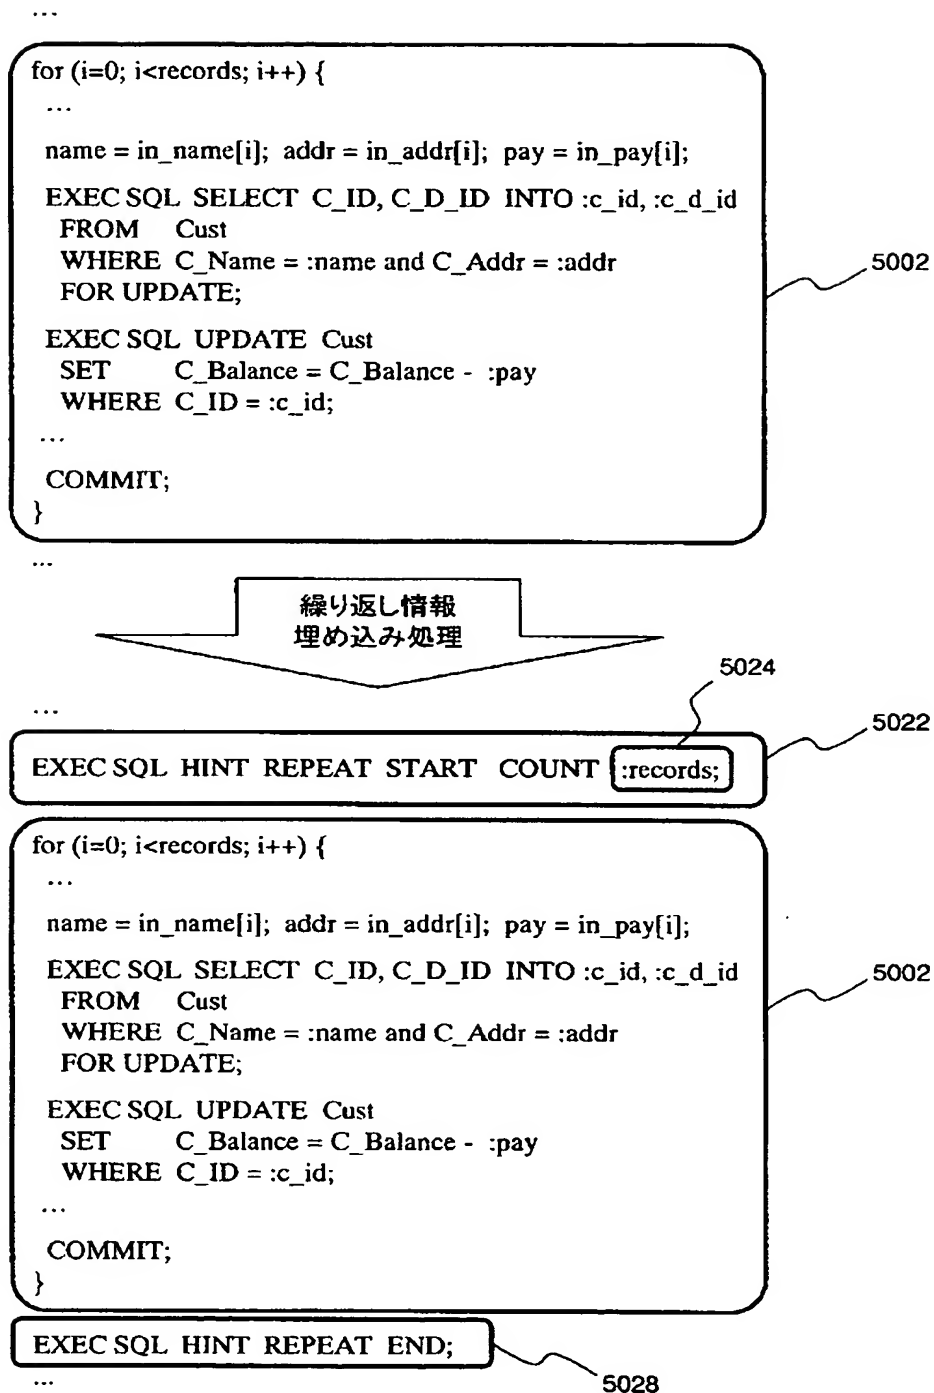 ...
for (i=0; i<records; i++) {
...
name = in_name[i]; addr = in_addr[i]; pay = in_pay[i];
EXEC SQL SELECT C_ID, C_D_ID INTO :c_id, :c_d_id
FROM Cust
WHERE C_Name = :name and C_Addr = :addr
FOR UPDATE;
5002
EXEC SQL UPDATE Cust
SET C_Balance = C_Balance - :pay
WHERE C_ID = :c_id;
...
COMMIT;
}
...
繰り返し情報
埋め込み処理
5024
...
5022
EXEC SQL HINT REPEAT START COUNT :records;
for (i=0; i<records; i++) {
...
name = in_name[i]; addr = in_addr[i]; pay = in_pay[i];
EXEC SQL SELECT C_ID, C_D_ID INTO :c_id, :c_d_id
5002
FROM Cust
WHERE C_Name = :name and C_Addr = :addr
FOR UPDATE;
EXEC SQL UPDATE Cust
SET C_Balance = C_Balance - :pay
WHERE C_ID = :c_id;
...
COMMIT;
}
EXEC SQL HINT REPEAT END;
...
5028